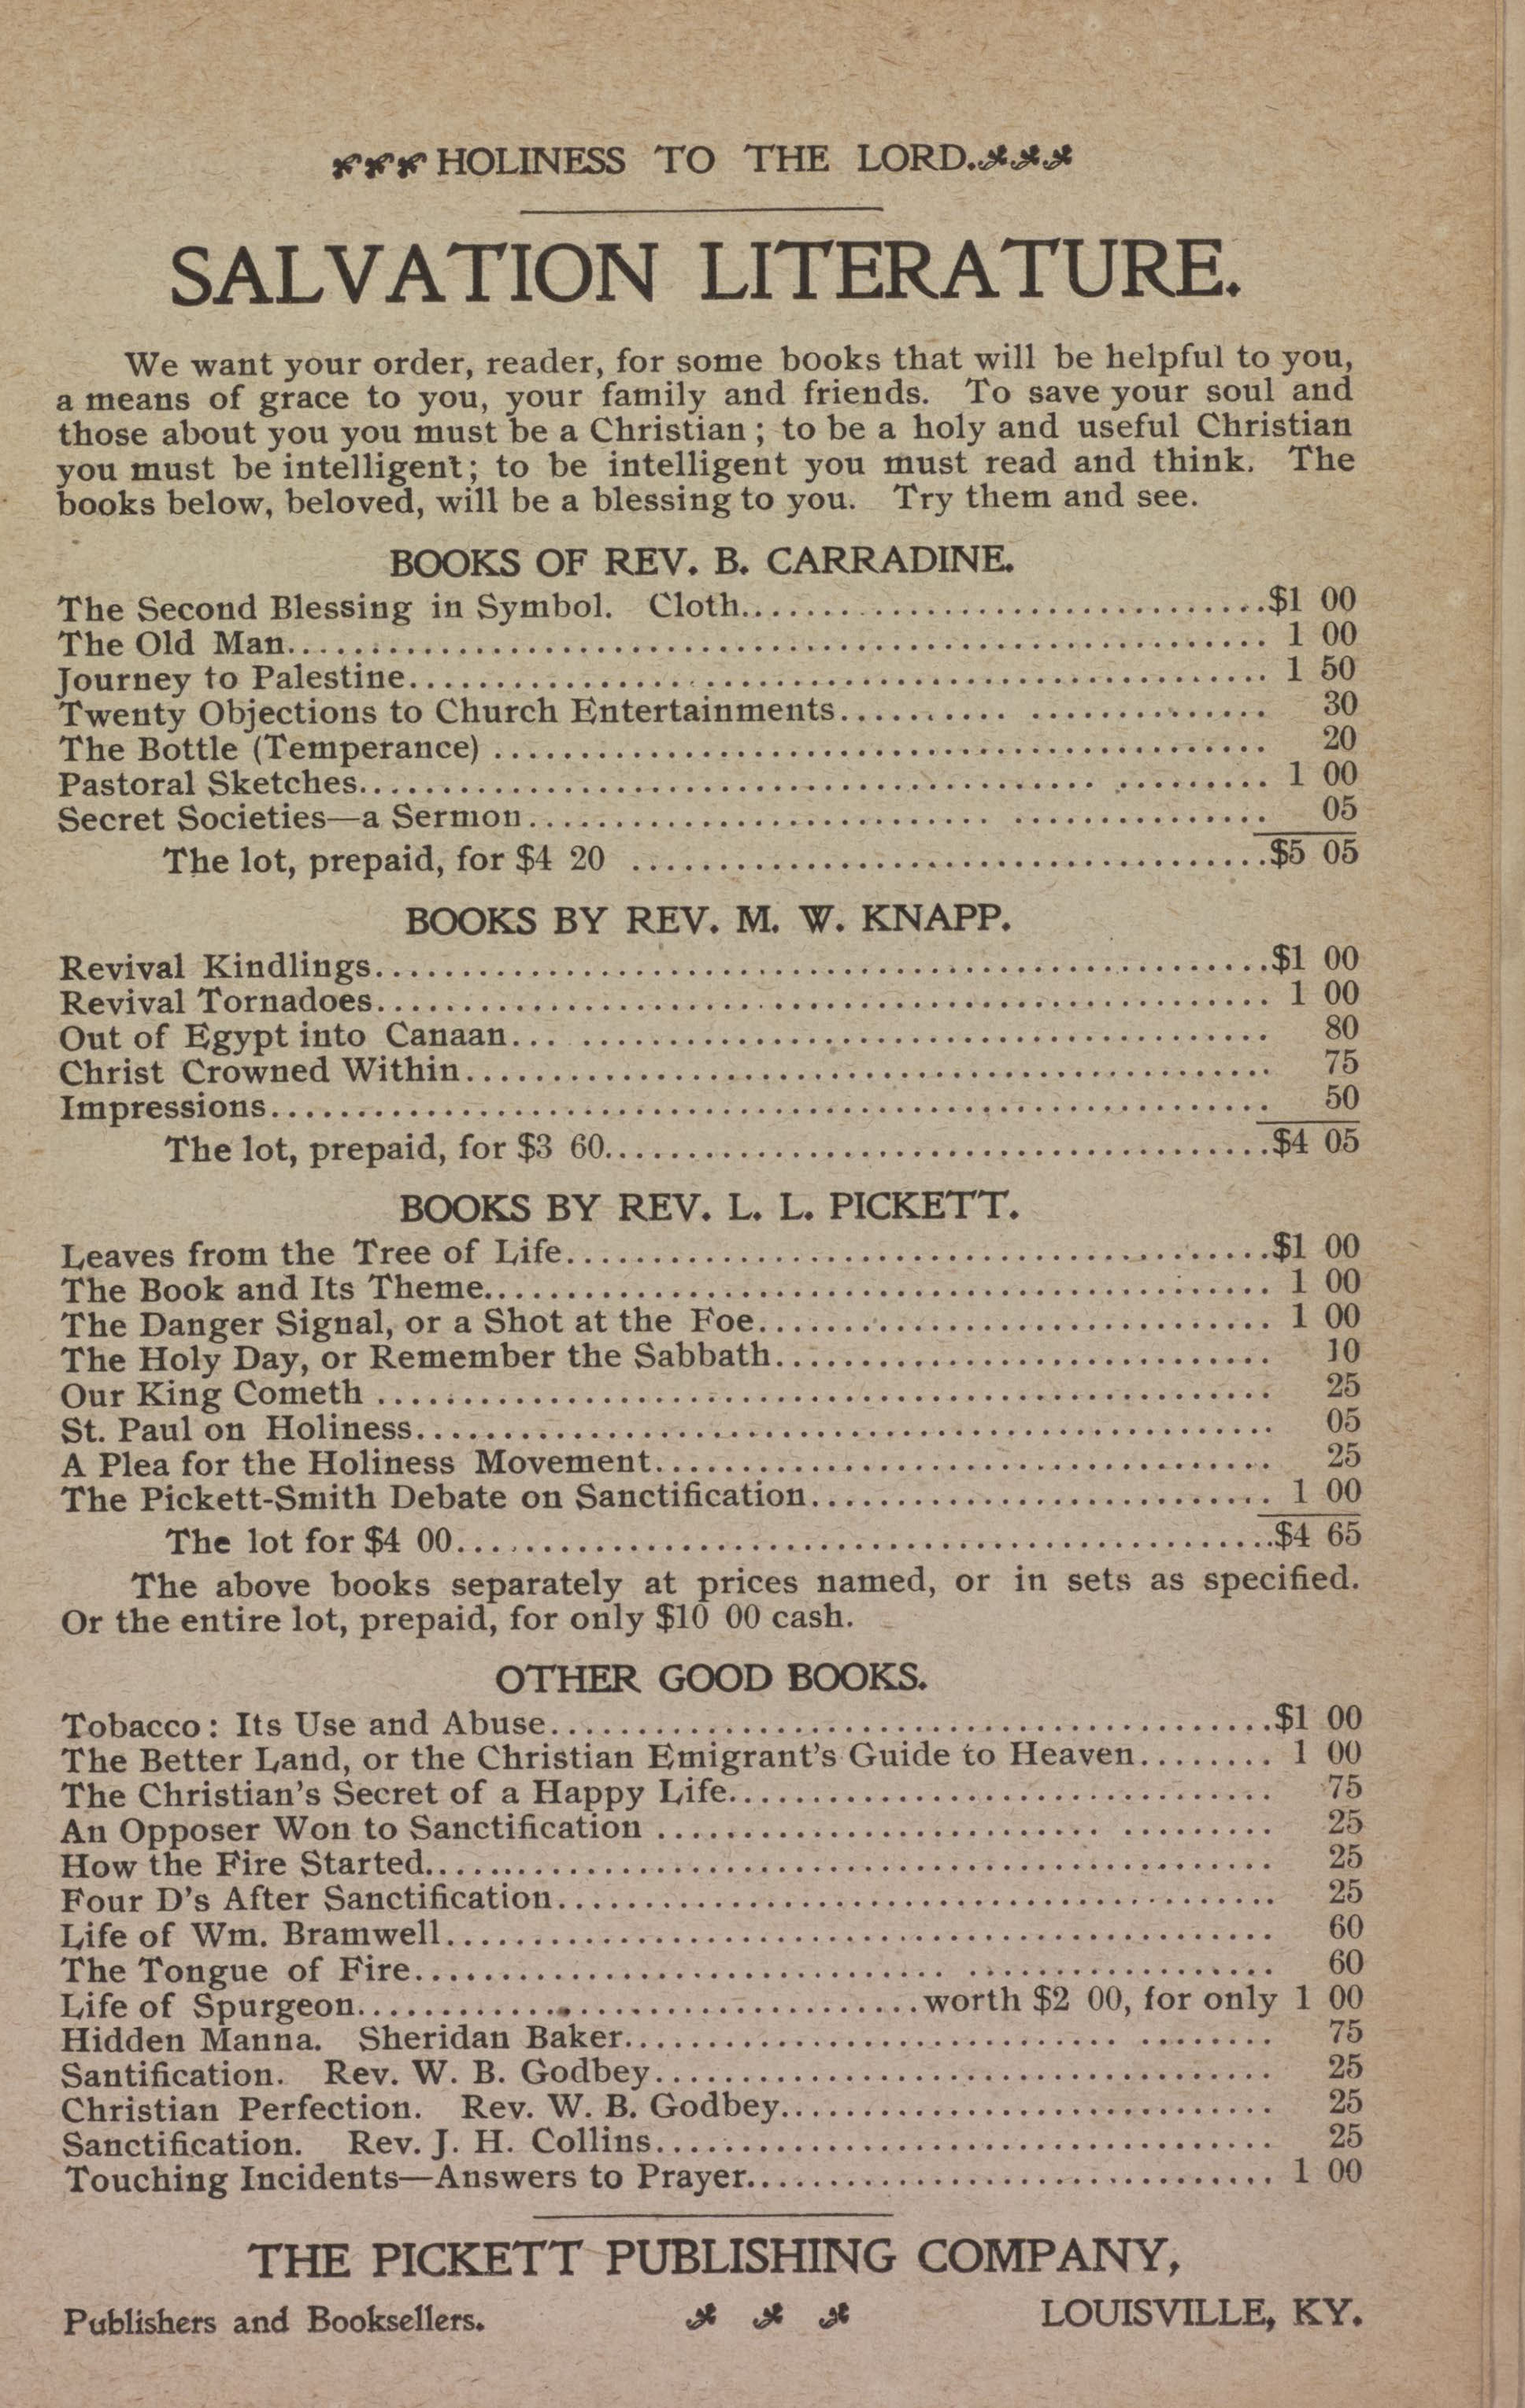 HOLINESS TO THE LORD.
SALVATION LITERATURE.
We want your order, reader, for some books that will be helpful to you,
a means of grace to you, your family and friends. To save your soul and
those about you you must be a Christian; to be a holy and useful Christian
you must be intelligent; to be intelligent you must read and think. The
books below, beloved, will be a blessing to you. Try them and see.
BOOKS OF REV. B. CARRADINE.
The Second Blessing in Symbol. Cloth....$1 00
The Old Man.... 1 00
Journey to Palestine.... 1 50
Twenty Objections to Church Entertainments.... 30
The Bottle (Temperance) .... 20
Pastoral Sketches.... 1 00
Secret Societies—a Sermon.... 05
The lot, prepaid, for $4 20 ....$5 05
BOOKS BY REV. M. W. KNAPP.
Revival Kindlings....$1 00
Revival Tornadoes.... 1 00
Out of Egypt into Canaan.... 80
Christ Crowned Within.... 75
Impressions.... 50
The lot, prepaid, for $3 60....$4 05
BOOKS BY REV. L. L. PICKETT.
Leaves from the Tree of Life....$1 00
The Book and Its Theme.... 1 00
The Danger Signal, or a Shot at the Foe.... 1 00
The Holy Day, or Remember the Sabbath.... 10
Our King Cometh .... 25
St. Paul on Holiness.... 05
A Plea for the Holiness Movement.... 25
The Pickett-Smith Debate on Sanctification.... 1 00
The lot for $4 00....$4 65
The above books separately at prices named, or in sets as specified.
Or the entire lot, prepaid, for only $10 00 cash.
OTHER GOOD BOOKS.
Tobacco: Its Use and Abuse....$1 00
The Better Land, or the Christian Emigrant's Guide to Heaven.... 1 00
The Christian's Secret of a Happy Life.... 75
An Opposer Won to Sanctification .... 25
How the Fire Started.... 25
Four D's After Sanctification.... 25
Life of Wm. Bramwell.... 60
The Tongue of Fire.... 60
Life of Spurgeon....worth $2 00, for only 1 00
Hidden Manna. Sheridan Baker.... 75
Santification. Rev. W. B. Godbey.... 25
Christian Perfection. Rev. W. B. Godbey.... 25
Sanctification. Rev. J. H. Collins.... 25
Touching Incidents—Answers to Prayer.... 1 00
THE PICKETT PUBLISHING COMPANY,
Publishers and Booksellers. LOUISVILLE, KY.